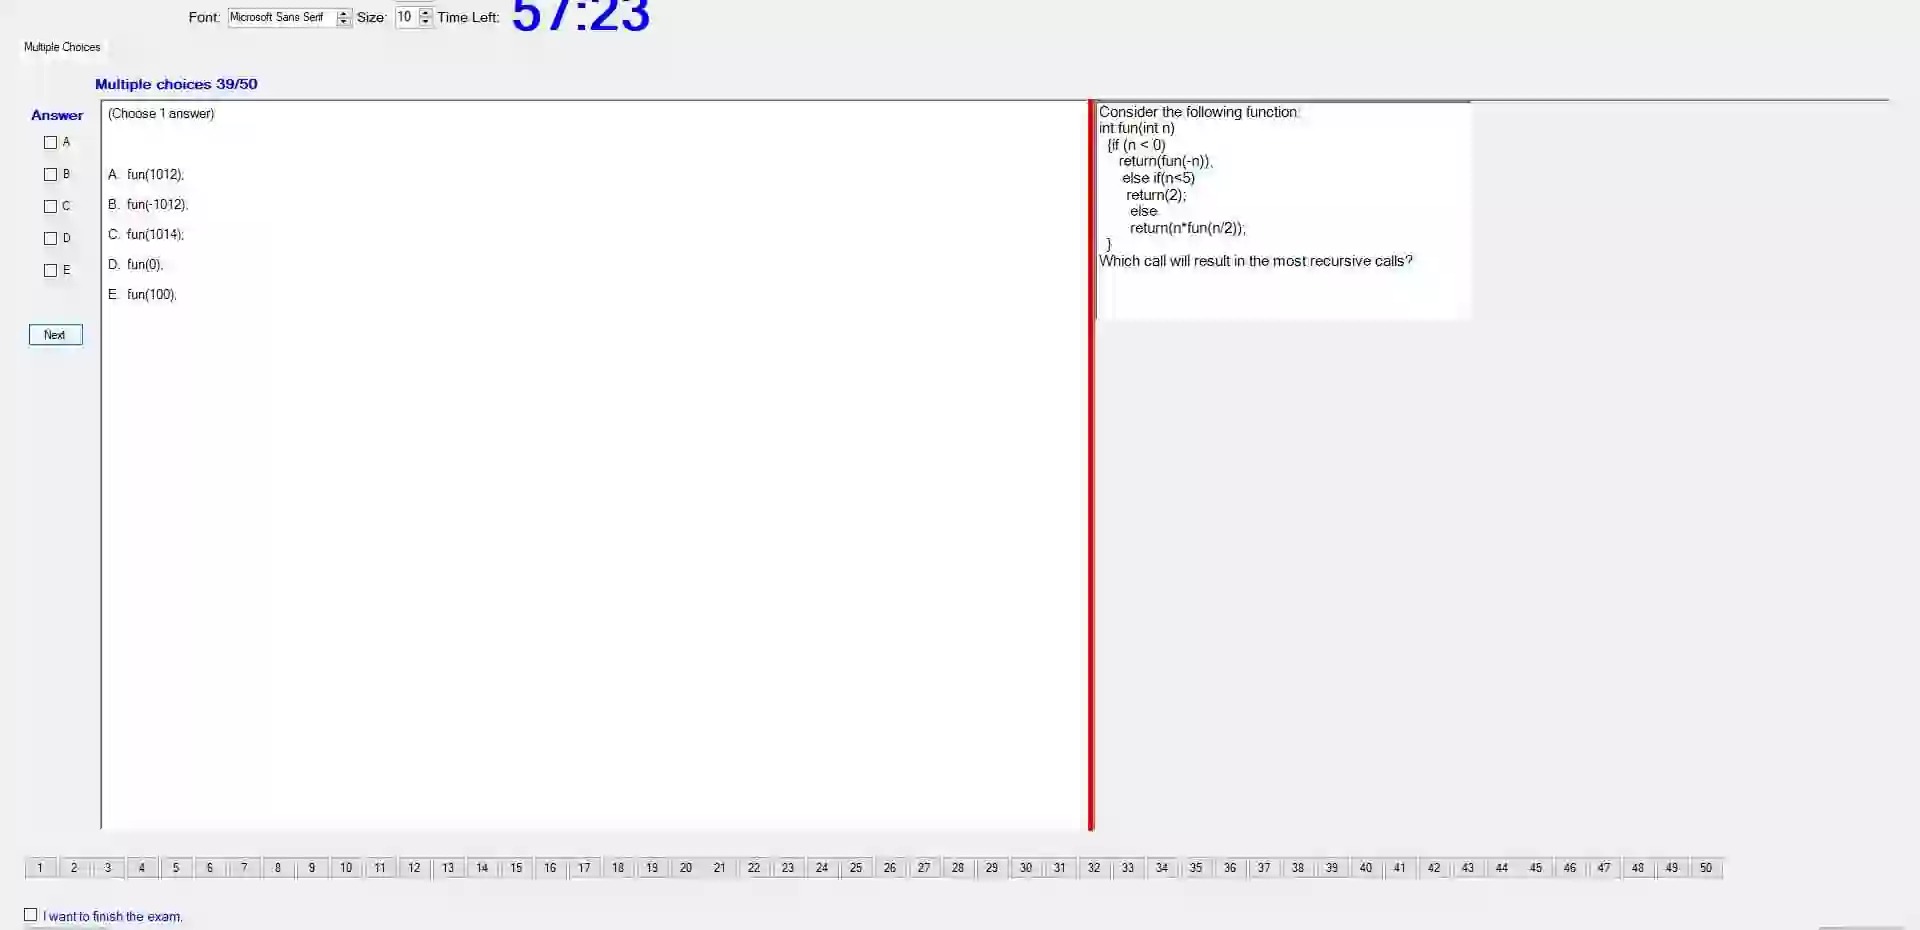 Font: Microsoft Sans Serif Size: 10 Time Left: 57:23
Multiple Choices
Multiple choices 39/50
Answer
A
B
C
D
E
Next
(Choose 1 answer)
A. fun(1012);
B. fun(-1012);
C. fun(1014);
D. fun(0);
E. fun(100);
Consider the following function:
int fun(int n)
{if (n < 0)
return(fun(-n));
else if(n<5)
return(2);
else
return(n*fun(n/2));
}
Which call will result in the most recursive calls?
1 2 3 4 5 6 7 8 9 10 11 12 13 14 15 16 17 18 19 20 21 22 23 24 25 26 27 28 29 30 31 32 33 34 35 36 37 38 39 40 41 42 43 44 45 46 47 48 49 50
I want to finish the exam.